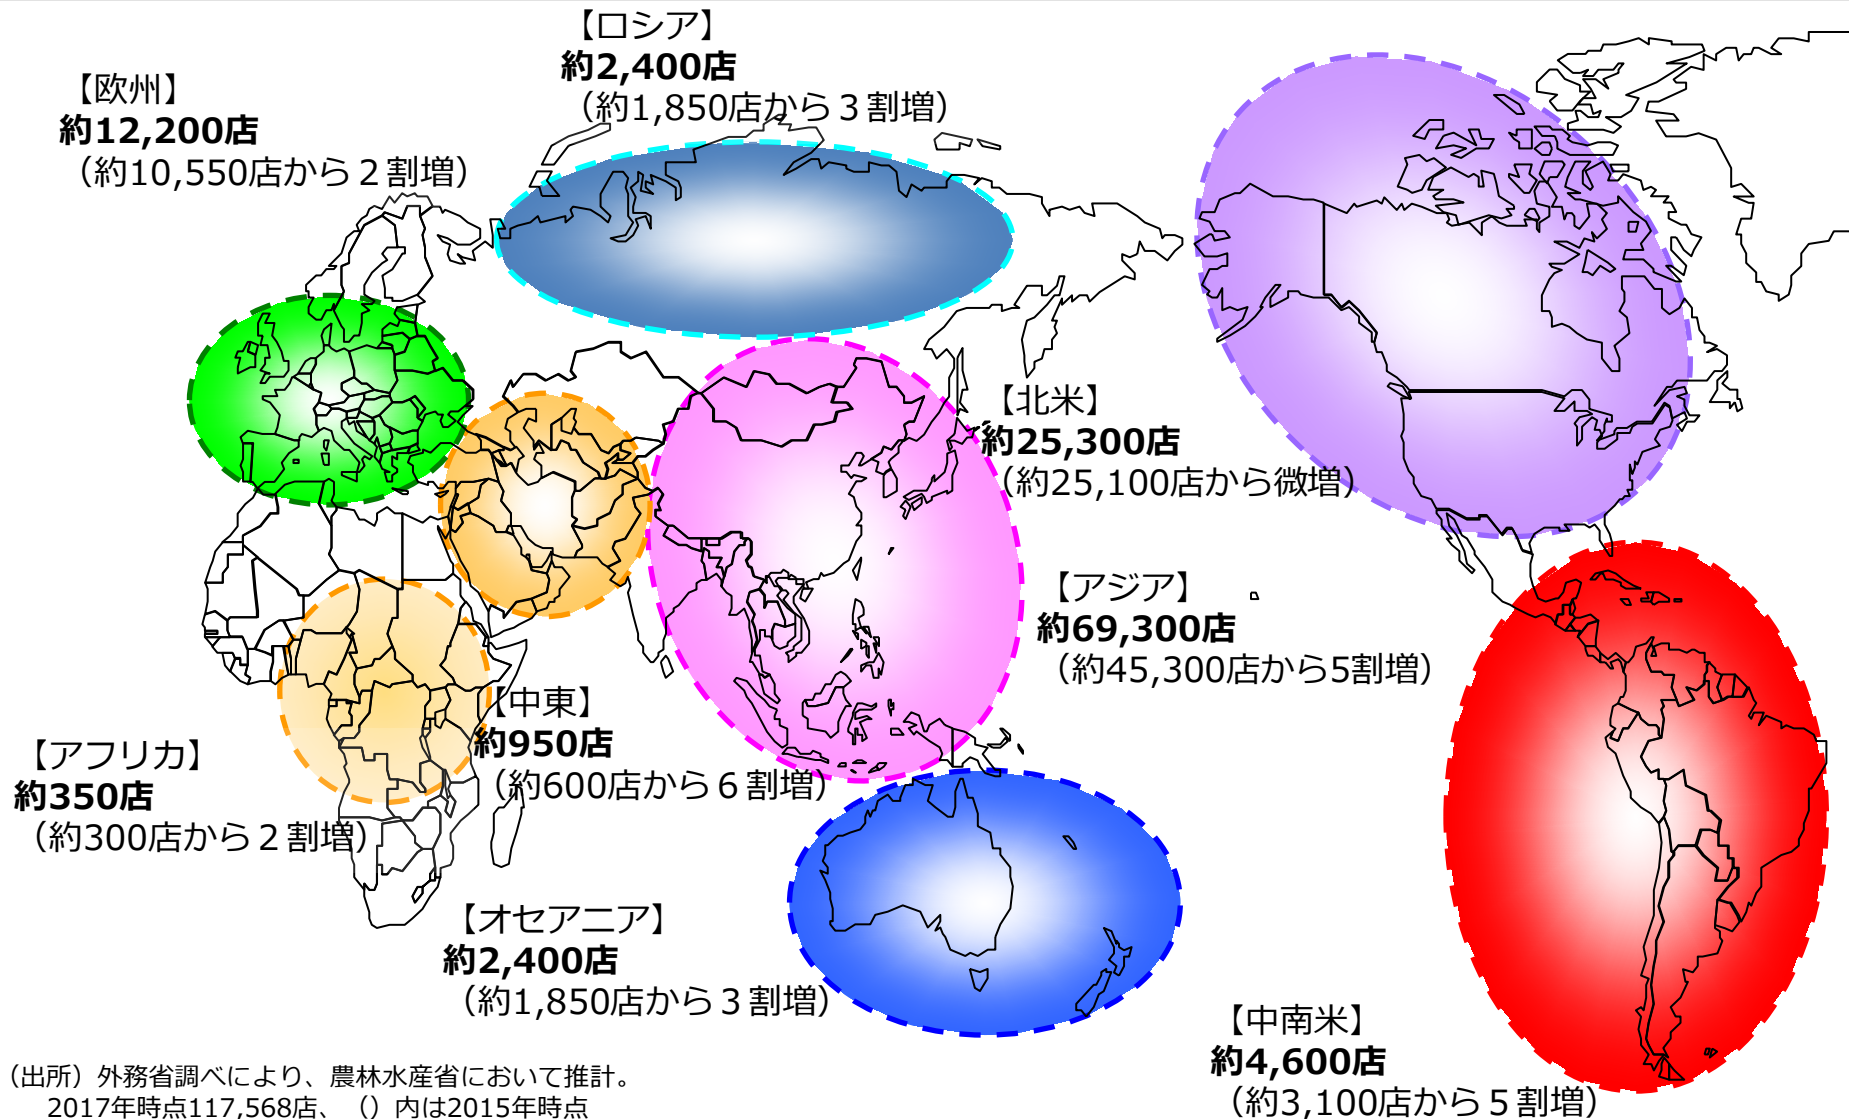 【ロシア】
約2,400店
（約1,850店から３割増）
【欧州】
約12,200店
（約10,550店から２割増）
【北米】
約25,300店
（約25,100店から微増）
【アジア】
約69,300店
（約45,300店から5割増）
【中東】
約950店
（約600店から６割増）
【アフリカ】
約350店
（約300店から２割増）
【オセアニア】
約2,400店
（約1,850店から３割増）
【中南米】
約4,600店
（約3,100店から５割増）
（出所）外務省調べにより、農林水産省において推計。
2017年時点117,568店、（）内は2015年時点